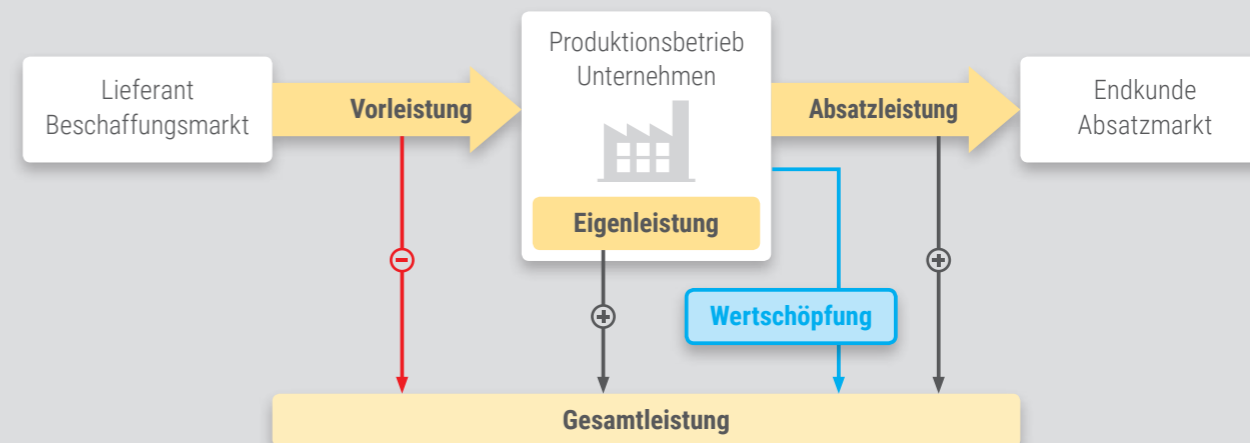 Lieferant
Beschaffungsmarkt
Vorleistung
Produktionsbetrieb
Unternehmen
Eigenleistung
Absatzleistung
Endkunde
Absatzmarkt
Wertschöpfung
Gesamtleistung